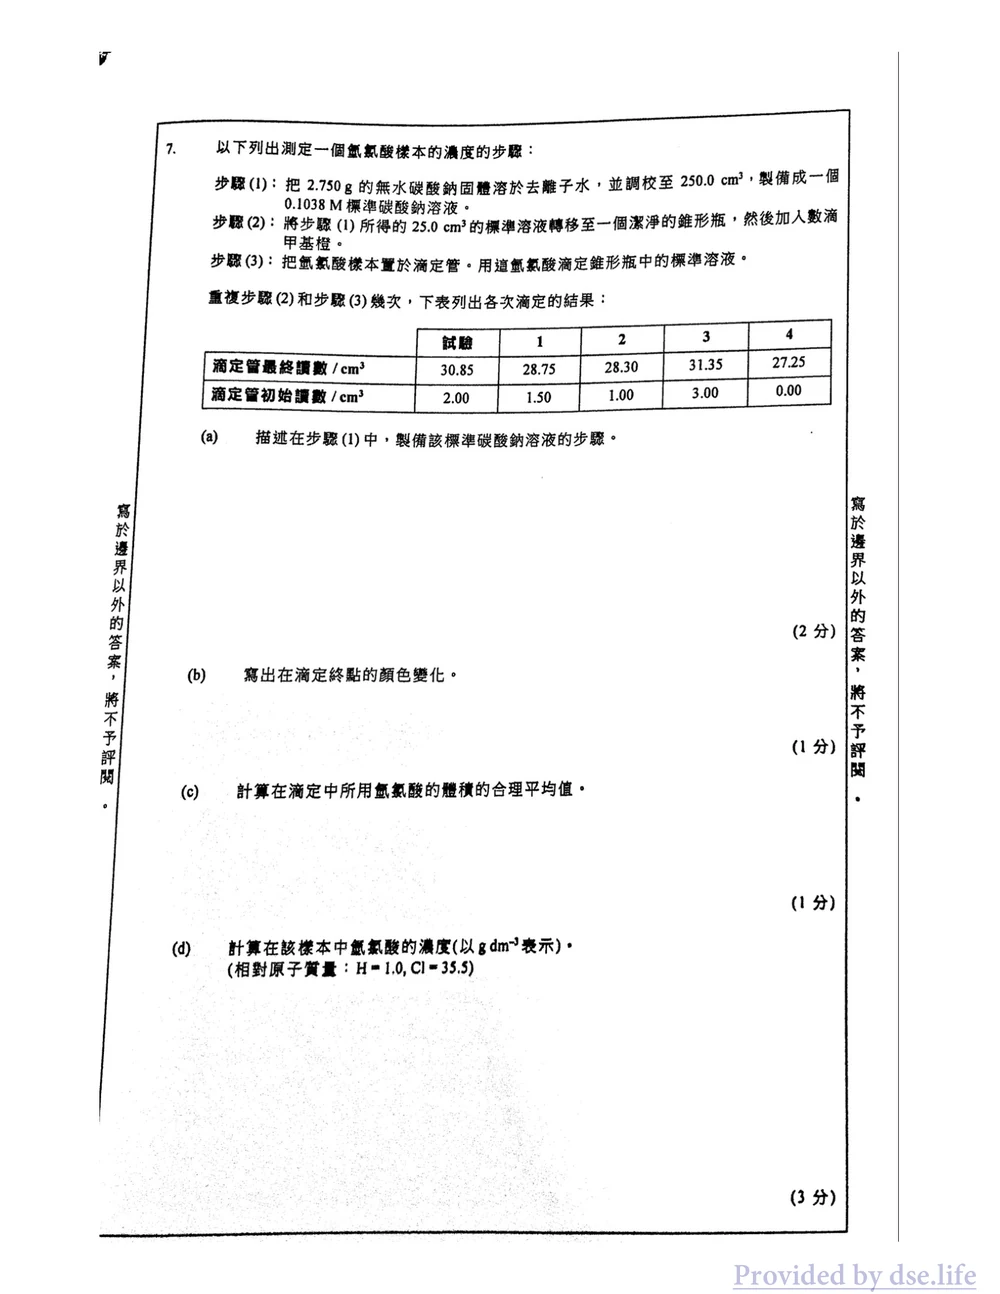 7. 以下列出測定一個氫氯酸樣本的濃度的步驟：
步驟 (1)： 把 2.750 g 的無水碳酸鈉固體溶於去離子水，並調校至 250.0 cm³，製備成一個
0.1038 M 標準碳酸鈉溶液。
步驟 (2)： 將步驟 (1) 所得的 25.0 cm³ 的標準溶液轉移至一個潔淨的錐形瓶，然後加入數滴
甲基橙。
步驟 (3)： 把氫氯酸樣本置於滴定管。用這氫氯酸滴定錐形瓶中的標準溶液。
重複步驟 (2) 和步驟 (3) 幾次，下表列出各次滴定的結果：
試驗 1 2 3 4
滴定管最終讀數 / cm³ 30.85 28.75 28.30 31.35 27.25
滴定管初始讀數 / cm³ 2.00 1.50 1.00 3.00 0.00
(a) 描述在步驟 (1) 中，製備該標準碳酸鈉溶液的步驟。
(2 分)
(b) 寫出在滴定終點的顏色變化。
(1 分)
(c) 計算在滴定中所用氫氯酸的體積的合理平均值。
(1 分)
(d) 計算在該樣本中氫氯酸的濃度(以 g dm⁻³ 表示)。
(相對原子質量：H = 1.0, Cl = 35.5)
(3 分)
寫於邊界以外的答案，將不予評閱。
寫於邊界以外的答案，將不予評閱。
Provided by dse.life